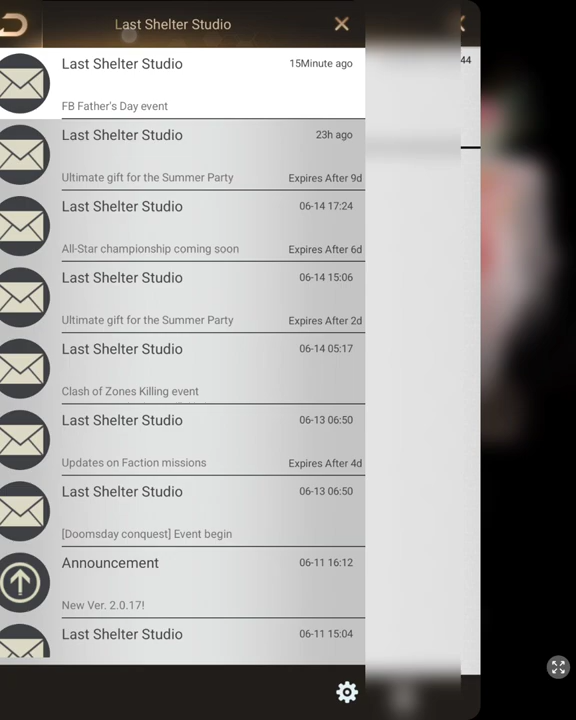 Last Shelter Studio
44
Last Shelter Studio
15Minute ago
FB Father's Day event
Last Shelter Studio
23h ago
Ultimate gift for the Summer Party
Expires After 9d
Last Shelter Studio
06-14 17:24
All-Star championship coming soon
Expires After 6d
Last Shelter Studio
06-14 15:06
Ultimate gift for the Summer Party
Expires After 2d
Last Shelter Studio
06-14 05:17
Clash of Zones Killing event
Last Shelter Studio
06-13 06:50
Updates on Faction missions
Expires After 4d
Last Shelter Studio
06-13 06:50
[Doomsday conquest] Event begin
Announcement
06-11 16:12
New Ver. 2.0.17!
Last Shelter Studio
06-11 15:04